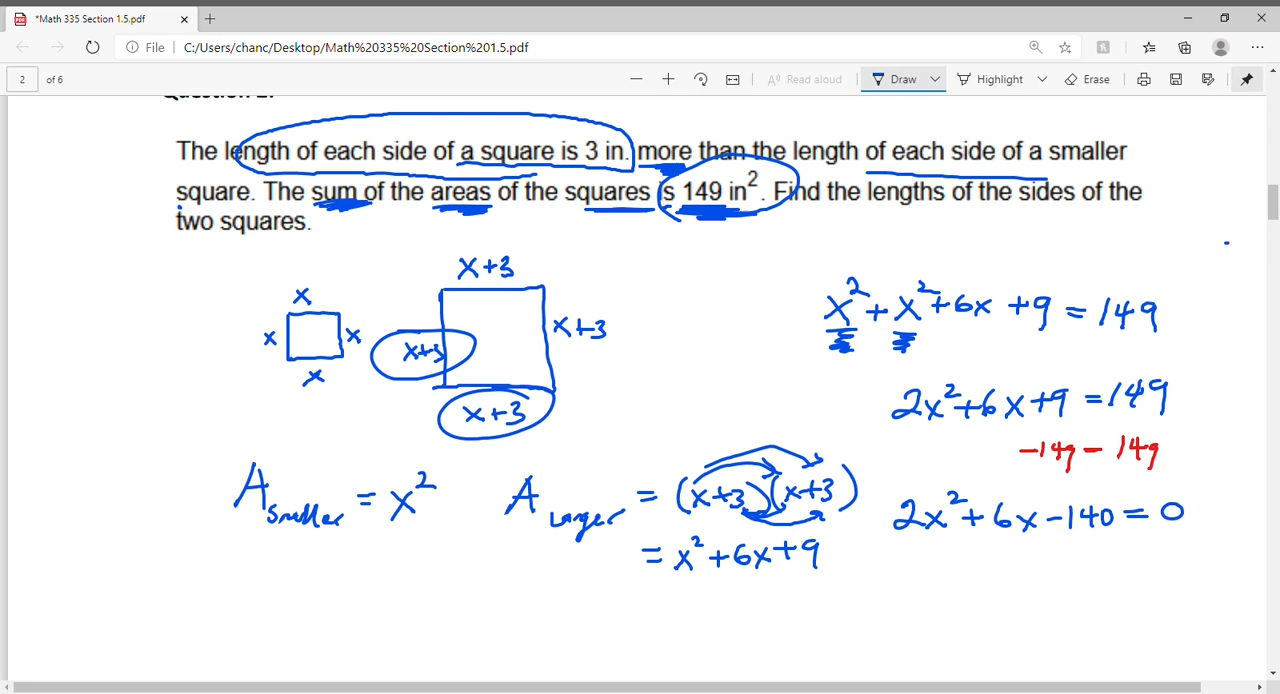 *Math 335 Section 1.5.pdf
File
C:/Users/chanc/Desktop/Math%20335%20Section%201.5.pdf
2 of 6
Read aloud
Draw
Highlight
Erase
The length of each side of a square is 3 in. more than the length of each side of a smaller
square. The sum of the areas of the squares is 149 in². Find the lengths of the sides of the
two squares.
x+3
x
x
x
x
x+3
x+3
x+3
x² + x² + 6x + 9 = 149
2x² + 6x + 9 = 149
-149 - 149
2x² + 6x - 140 = 0
A smaller = x²
A larger = (x+3)(x+3)
= x² + 6x + 9